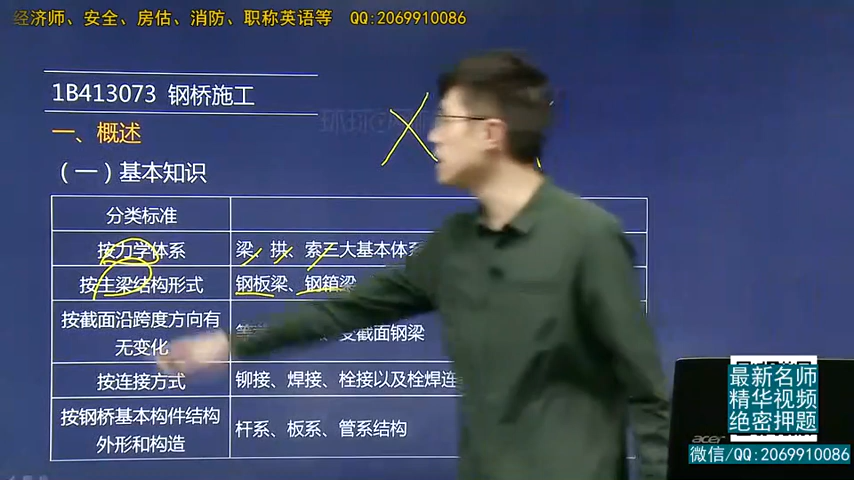 经济师、安全、房估、消防、职称英语等 QQ:2069910086
1B413073 钢桥施工
一、概述
（一）基本知识
分类标准
按力学体系
梁、拱、索三大基本体系
按主梁结构形式
钢板梁、钢箱梁
按截面沿跨度方向有
无变化
变截面钢梁
按连接方式
铆接、焊接、栓接以及栓焊连
按钢桥基本构件结构
外形和构造
杆系、板系、管系结构
最新名师
精华视频
绝密押题
acer
微信/QQ:2069910086